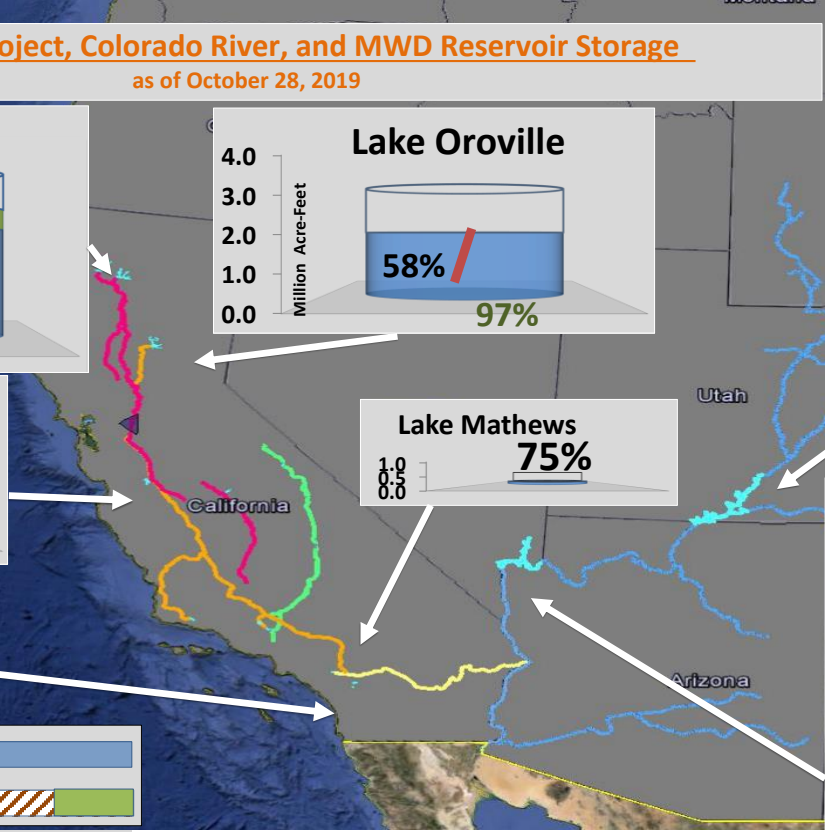 oject, Colorado River, and MWD Reservoir Storage
as of October 28, 2019
Lake Oroville
4.0
3.0
2.0
1.0
0.0
Million Acre-Feet
58%
97%
Utah
Lake Mathews
75%
1.0
0.5
0.0
California
Arizona